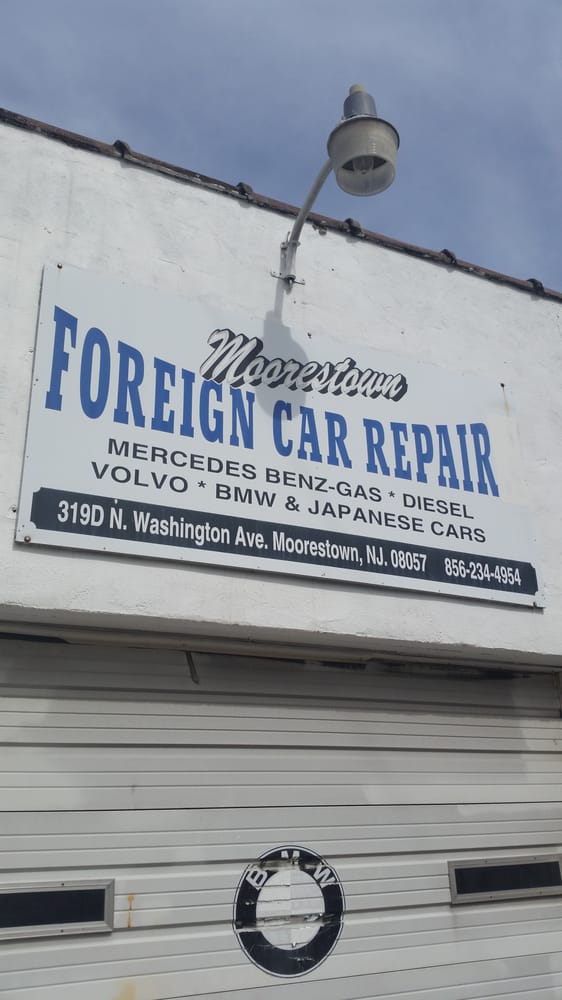 Moorestown
FOREIGN CAR REPAIR
MERCEDES BENZ-GAS * DIESEL
VOLVO * BMW & JAPANESE CARS
319D N. Washington Ave. Moorestown, NJ. 08057 856-234-4954
BMW